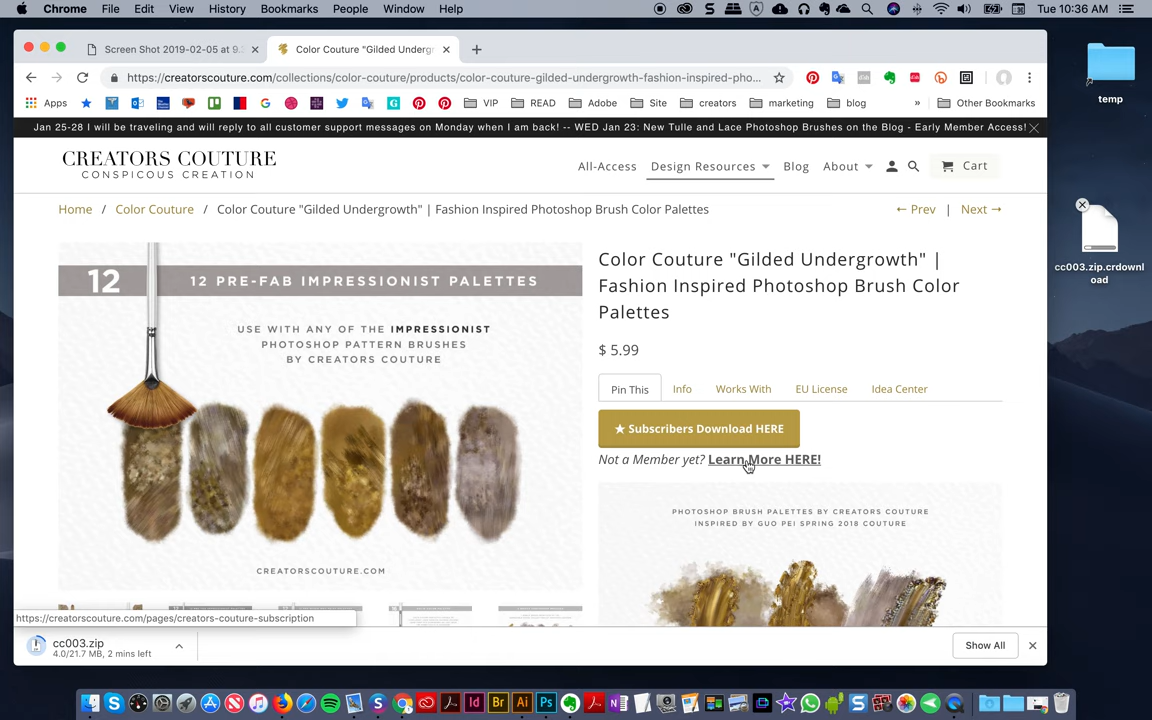 Chrome File Edit View History Bookmarks People Window Help Tue 10:36 AM
Screen Shot 2019-02-05 at 9.
Color Couture "Gilded Underg
https://creatorscouture.com/collections/color-couture/products/color-couture-gilded-undergrowth-fashion-inspired-pho...
Apps VIP READ Adobe Site creators marketing blog » Other Bookmarks
Jan 25-28 I will be traveling and will reply to all customer support messages on Monday when I am back! -- WED Jan 23: New Tulle and Lace Photoshop Brushes on the Blog - Early Member Access!
CREATORS COUTURE
CONSPICOUS CREATION
All-Access Design Resources Blog About Cart
Home / Color Couture / Color Couture "Gilded Undergrowth" | Fashion Inspired Photoshop Brush Color Palettes
← Prev | Next →
12 12 PRE-FAB IMPRESSIONIST PALETTES
USE WITH ANY OF THE IMPRESSIONIST
PHOTOSHOP PATTERN BRUSHES
BY CREATORS COUTURE
CREATORSCOUTURE.COM
Color Couture "Gilded Undergrowth" |
Fashion Inspired Photoshop Brush Color
Palettes
$ 5.99
Pin This Info Works With EU License Idea Center
★ Subscribers Download HERE
Not a Member yet? Learn More HERE!
PHOTOSHOP BRUSH PALETTES BY CREATORS COUTURE
INSPIRED BY GUO PEI SPRING 2018 COUTURE
https://creatorscouture.com/pages/creators-couture-subscription
cc003.zip
4.0/21.7 MB, 2 mins left
Show All
temp
cc003.zip.crdownl
oad